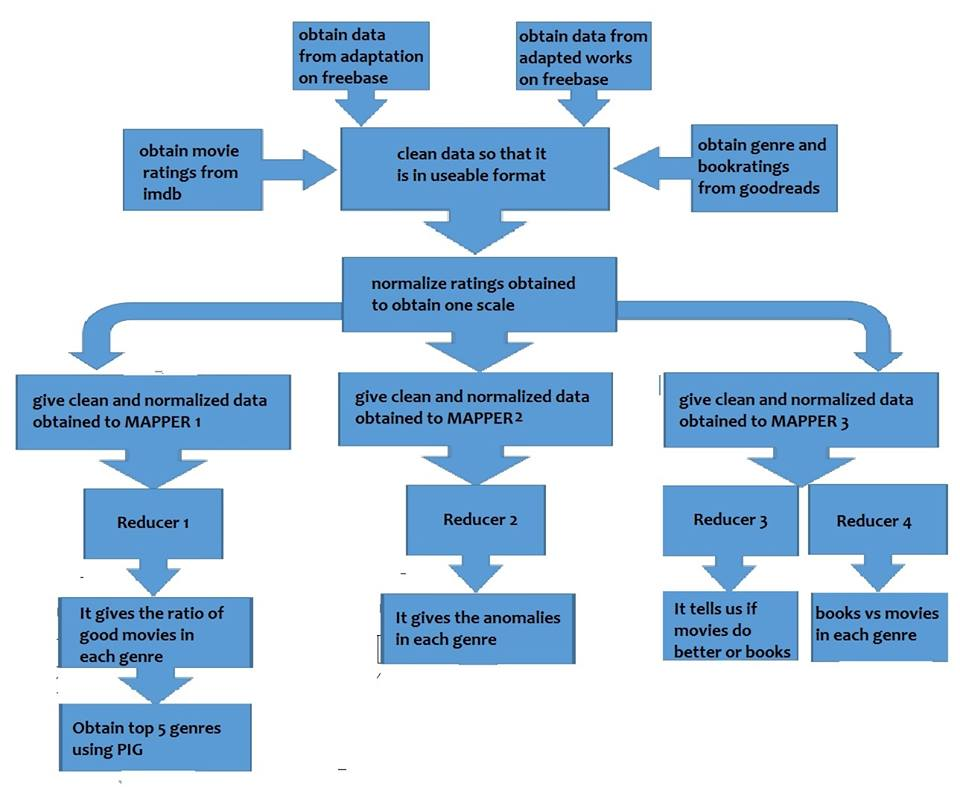 obtain data
from adaptation
on freebase
obtain data from
adapted works
on freebase
obtain movie
ratings from
imdb
clean data so that it
is in useable format
obtain genre and
bookratings
from goodreads
normalize ratings obtained
to obtain one scale
give clean and normalized data
obtained to MAPPER 1
give clean and normalized data
obtained to MAPPER2
give clean and normalized data
obtained to MAPPER 3
Reducer 1
Reducer 2
Reducer 3
Reducer 4
It gives the ratio of
good movies in
each genre
It gives the anomalies
in each genre
It tells us if
movies do
better or books
books vs movies
in each genre
Obtain top 5 genres
using PIG